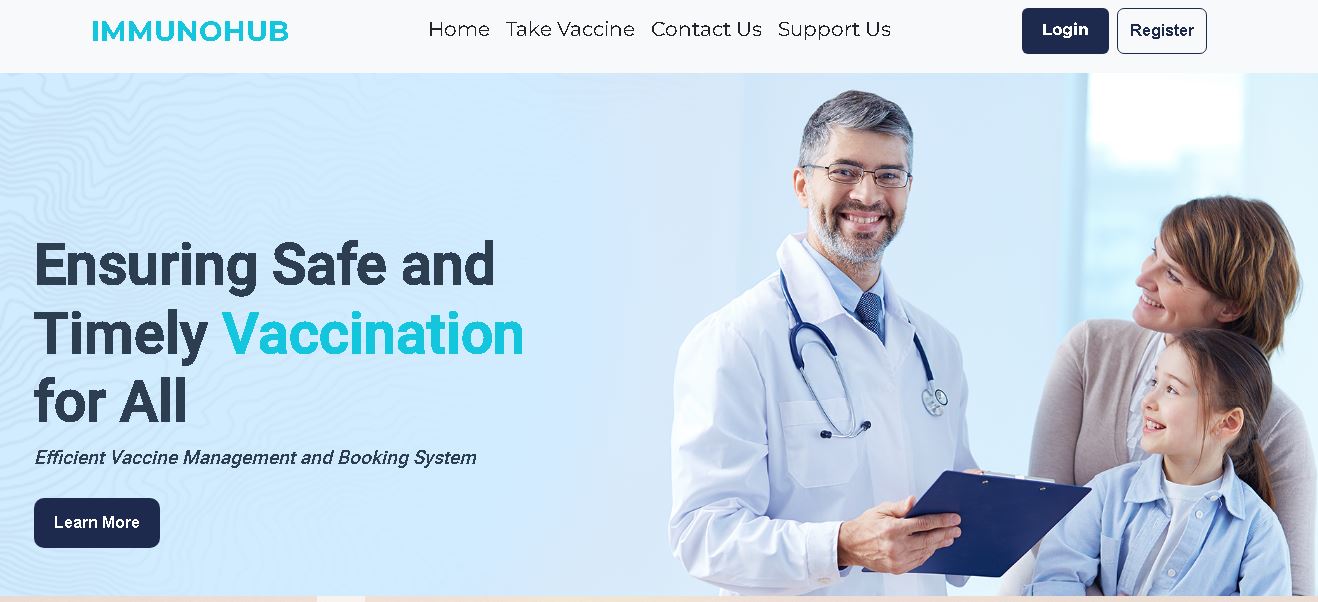 IMMUNOHUB
Home Take Vaccine Contact Us Support Us
Login Register
Ensuring Safe and
Timely Vaccination
for All
Efficient Vaccine Management and Booking System
Learn More